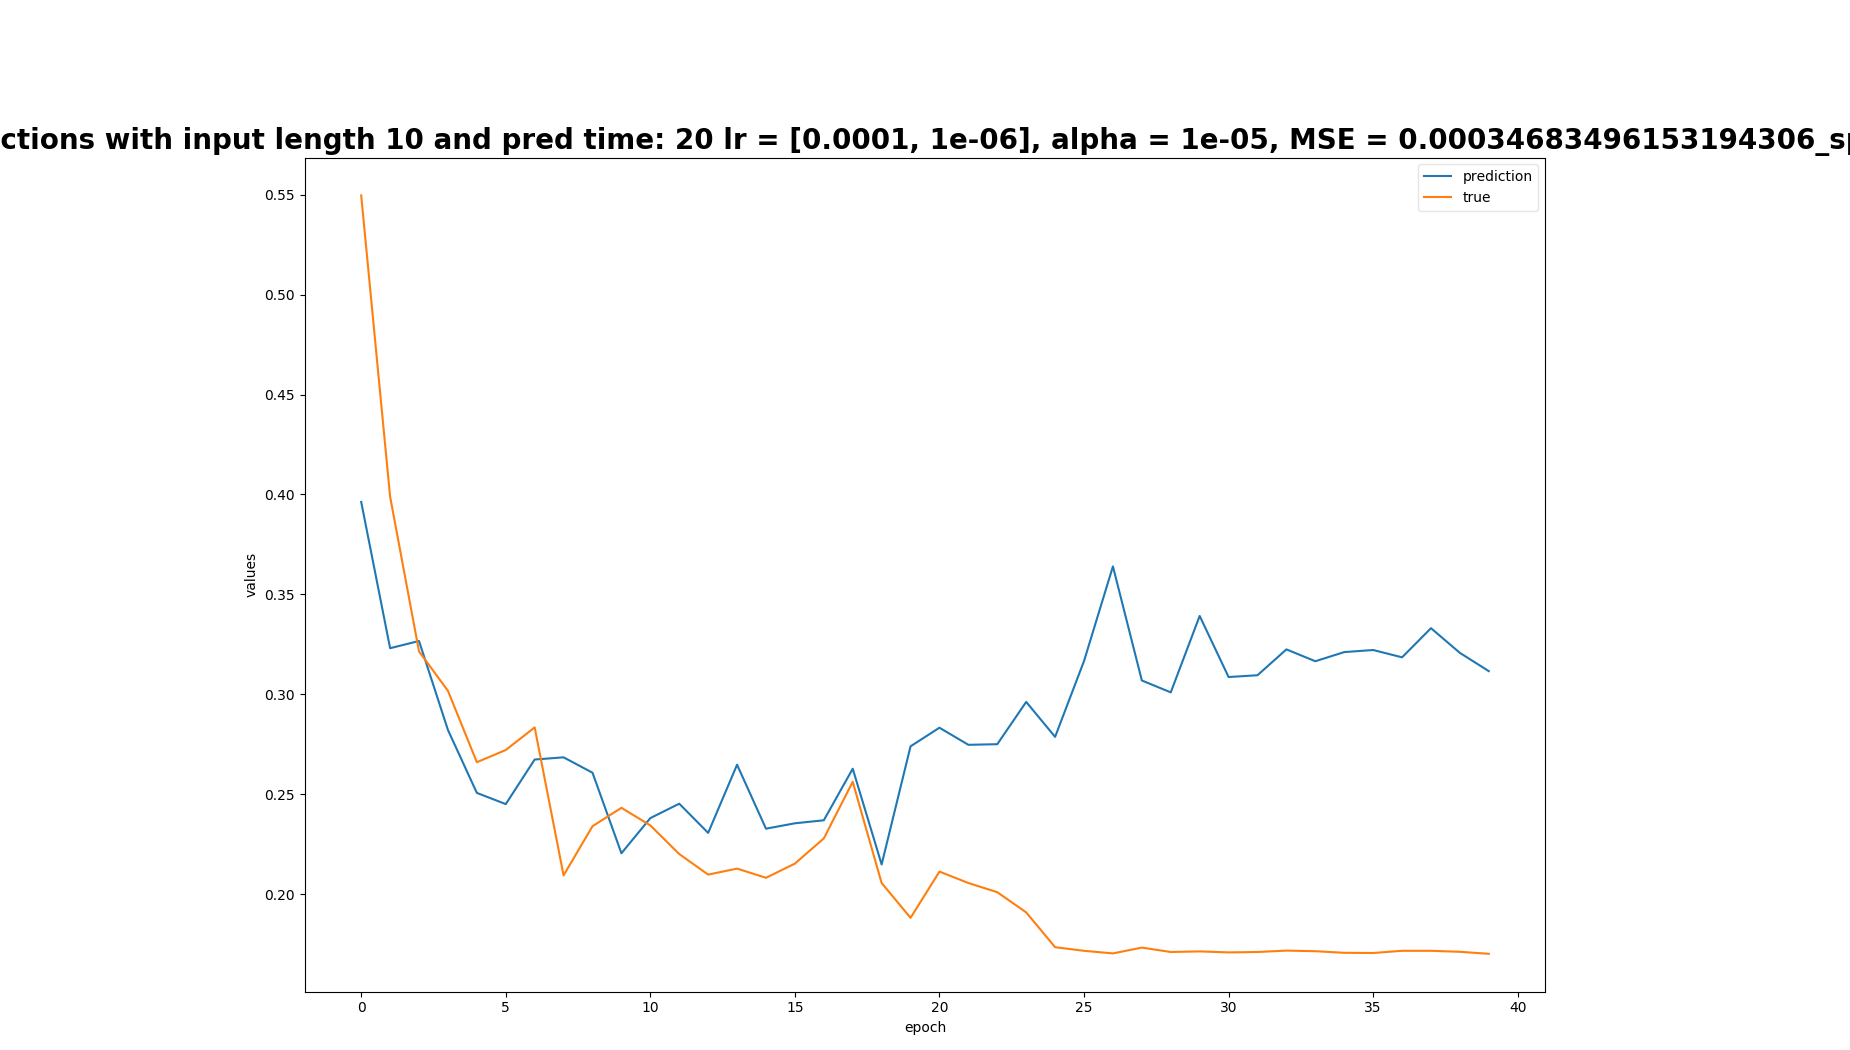 ctions with input length 10 and pred time: 20 lr = [0.0001, 1e-06], alpha = 1e-05, MSE = 0.00034683496153194306_sp
prediction
true
0.55
0.50
0.45
0.40
0.35
0.30
0.25
0.20
values
0 5 10 15 20 25 30 35 40
epoch